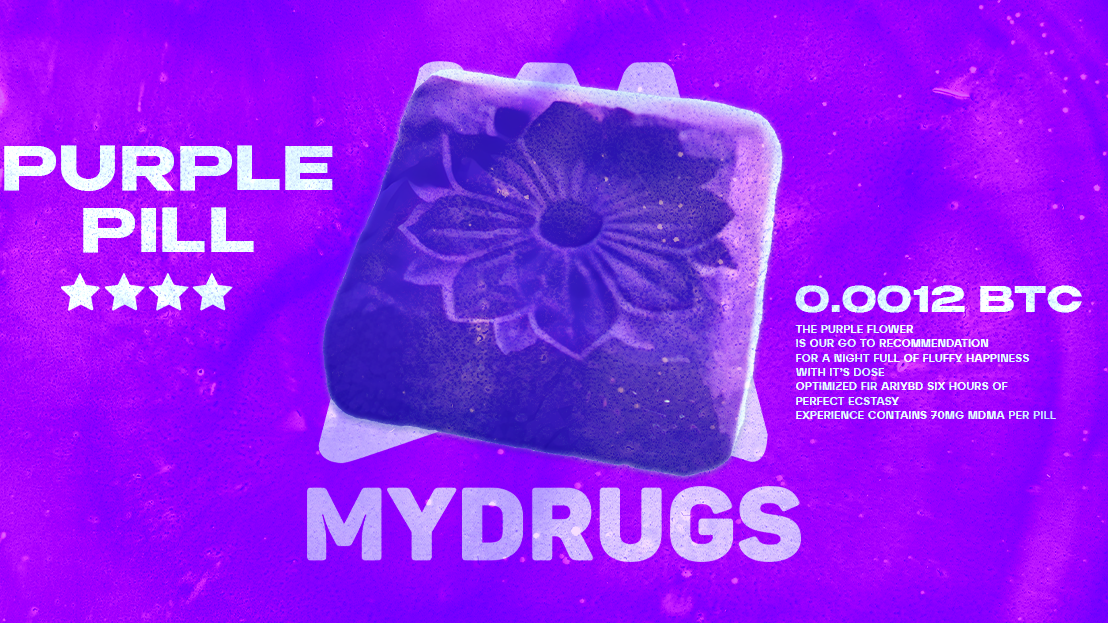 PURPLE
PILL
0.0012 BTC
THE PURPLE FLOWER
IS OUR GO TO RECOMMENDATION
FOR A NIGHT FULL OF FLUFFY HAPPINESS
WITH IT'S DOSE
OPTIMIZED FIR ARIYBD SIX HOURS OF
PERFECT ECSTASY
EXPERIENCE CONTAINS 70MG MDMA PER PILL
MYDRUGS